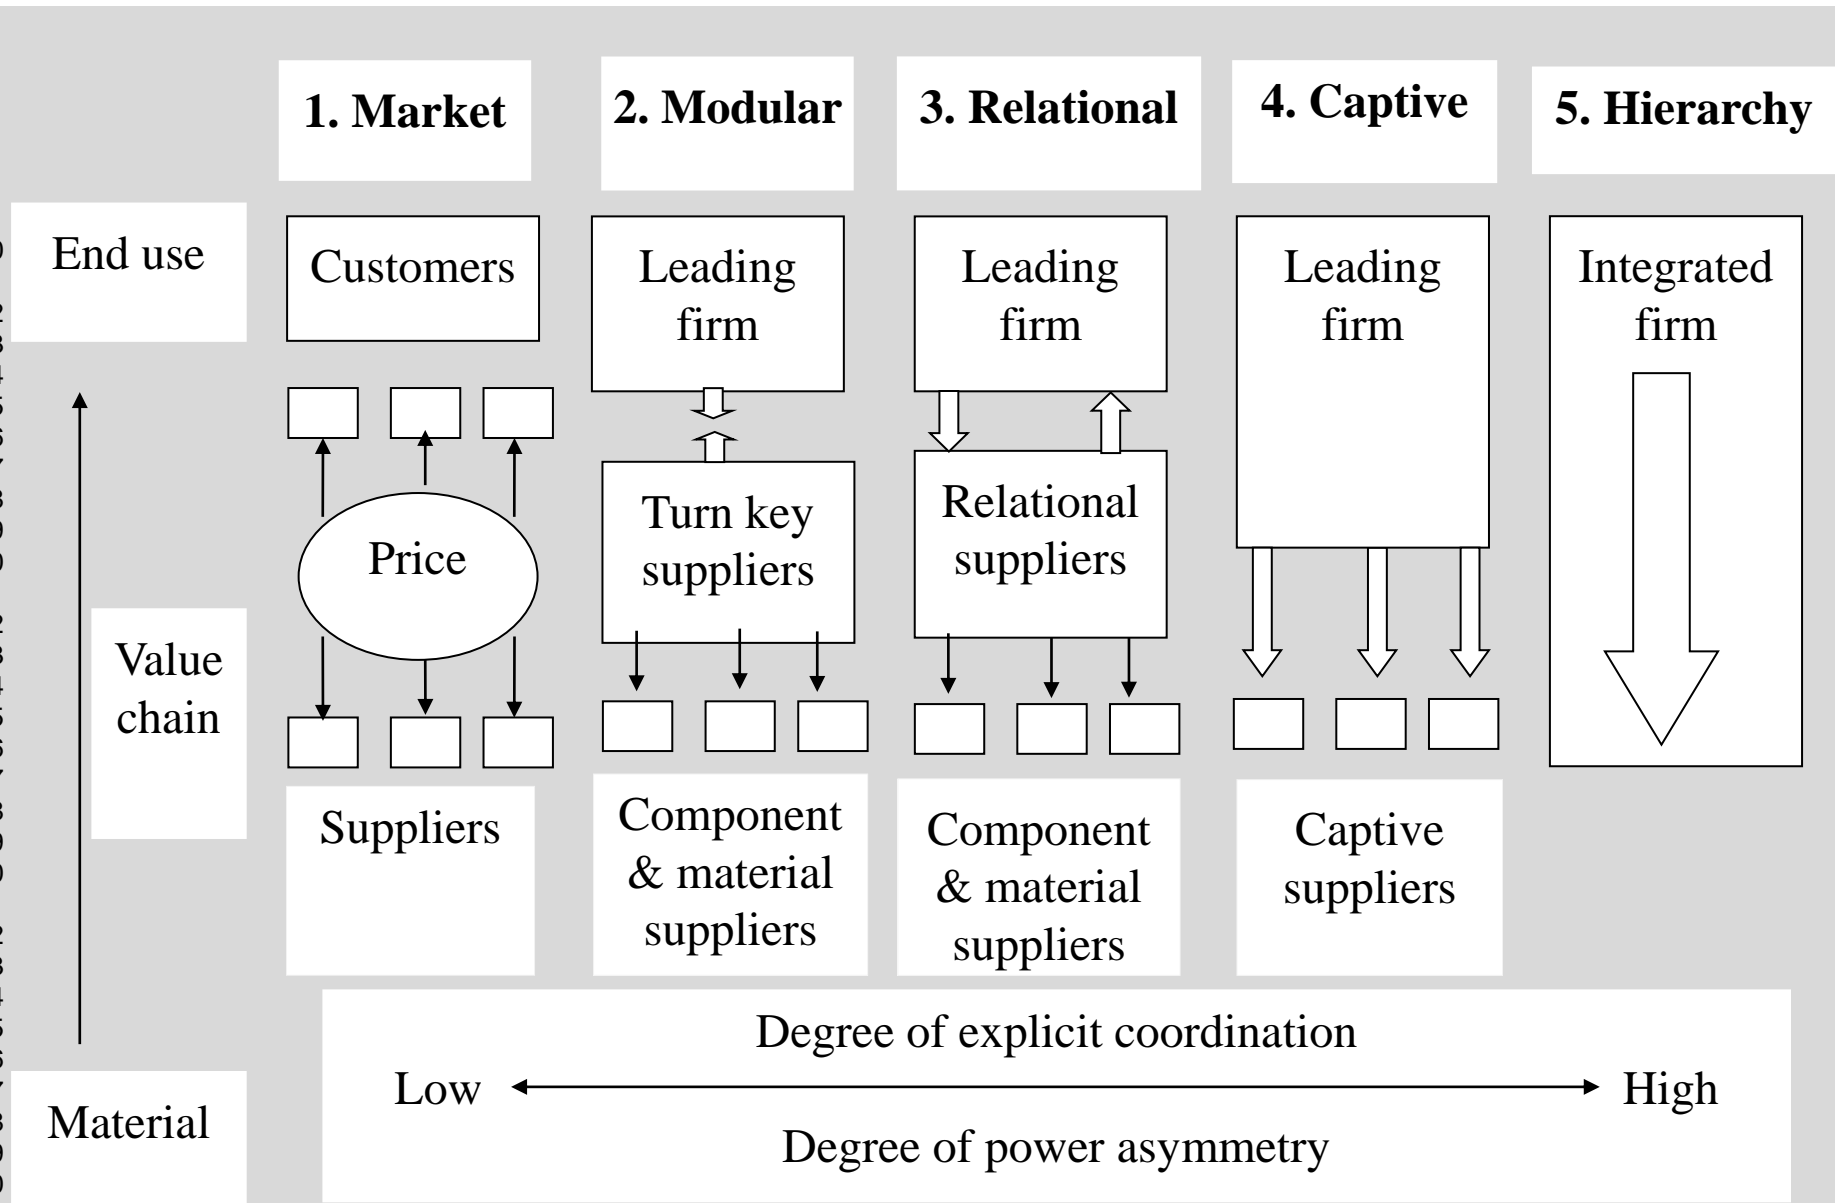 1. Market
2. Modular
3. Relational
4. Captive
5. Hierarchy
End use
Value
chain
Material
Customers
Price
Suppliers
Leading
firm
Turn key
suppliers
Component
& material
suppliers
Leading
firm
Relational
suppliers
Component
& material
suppliers
Leading
firm
Captive
suppliers
Integrated
firm
Degree of explicit coordination
Low
High
Degree of power asymmetry